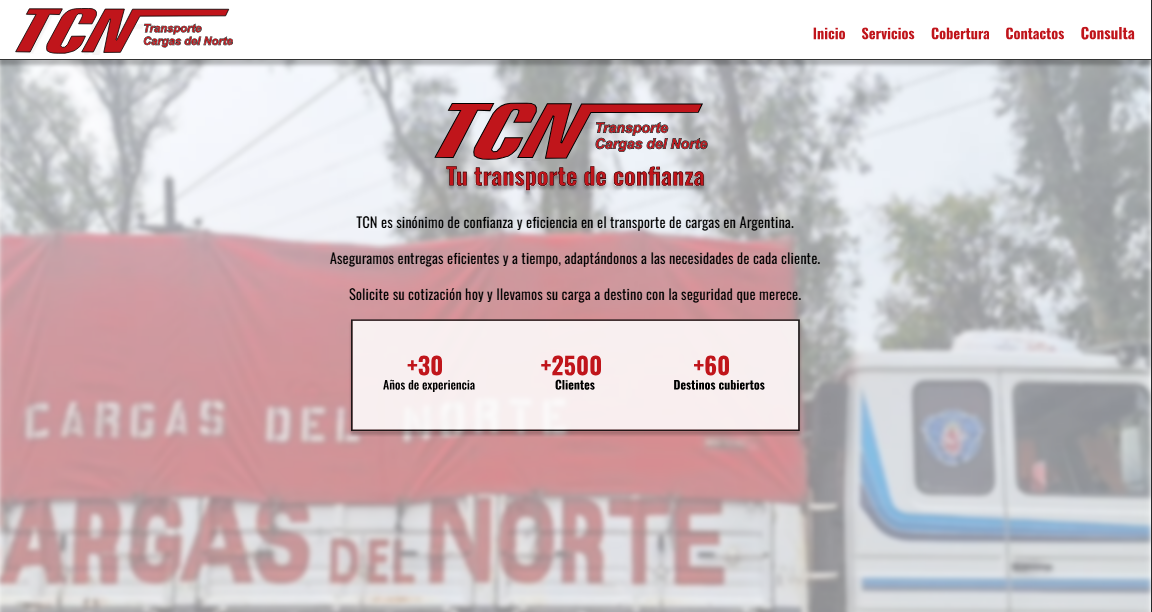 TCN Transporte
Cargas del Norte
Inicio Servicios Cobertura Contactos Consulta
TCN Transporte
Cargas del Norte
Tu transporte de confianza
TCN es sinónimo de confianza y eficiencia en el transporte de cargas en Argentina.
Aseguramos entregas eficientes y a tiempo, adaptándonos a las necesidades de cada cliente.
Solicite su cotización hoy y llevamos su carga a destino con la seguridad que merece.
+30 +2500 +60
Años de experiencia Clientes Destinos cubiertos
CARGAS DEL NORTE
ARGAS DEL NORTE